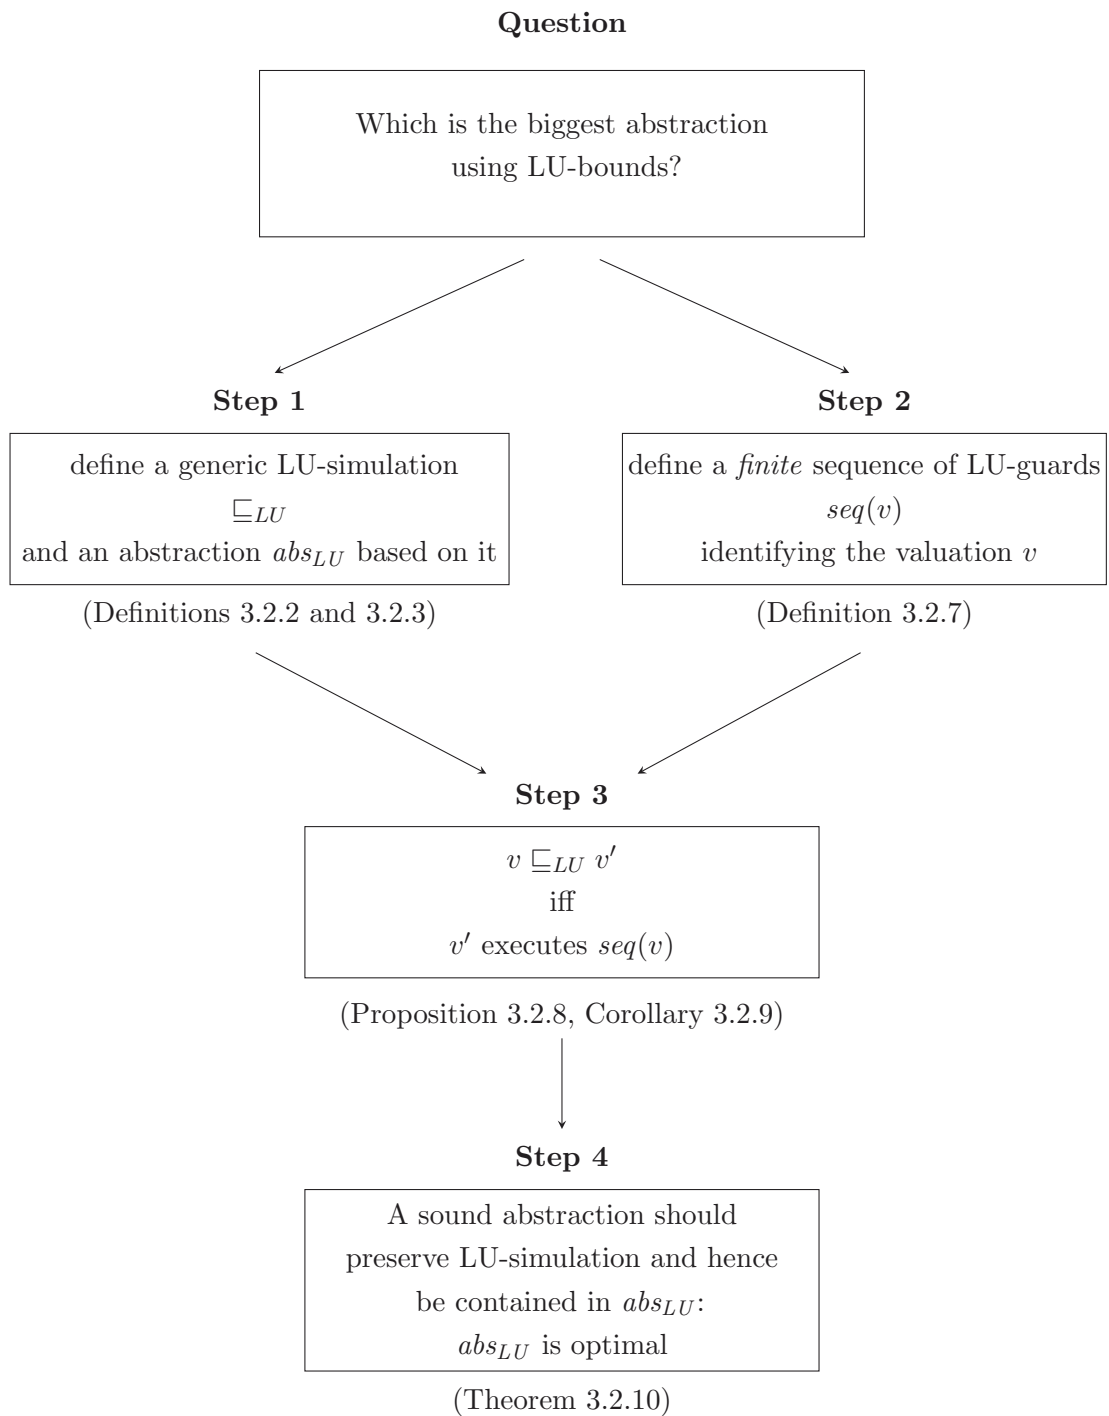 Question
Which is the biggest abstraction
using LU-bounds?
Step 1
define a generic LU-simulation
⊑LU
and an abstraction absLU based on it
(Definitions 3.2.2 and 3.2.3)
Step 2
define a finite sequence of LU-guards
seq(v)
identifying the valuation v
(Definition 3.2.7)
Step 3
v ⊑LU v′
iff
v′ executes seq(v)
(Proposition 3.2.8, Corollary 3.2.9)
Step 4
A sound abstraction should
preserve LU-simulation and hence
be contained in absLU:
absLU is optimal
(Theorem 3.2.10)